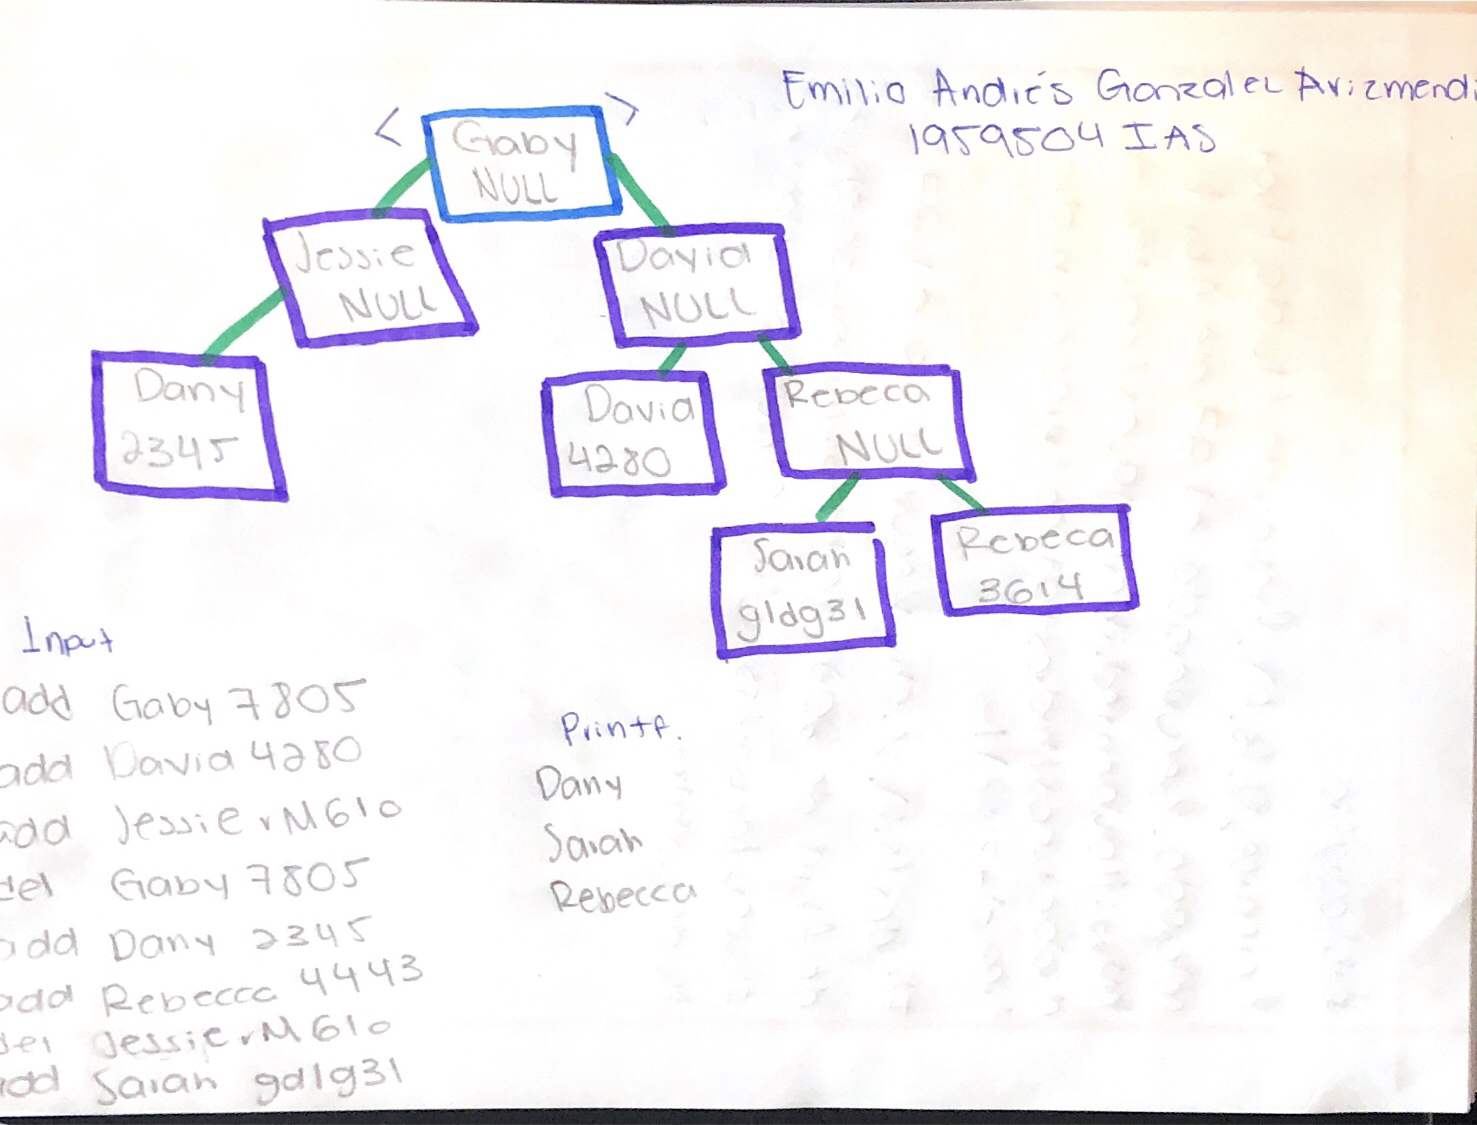 Emilio Andrés Gonzalez Arizmendi
1959504 IAS
< >
Gaby
NULL
Jessie
NULL
David
NULL
Dany
2345
David
4280
Rebeca
NULL
Sarah
gldg31
Rebeca
3614
Input
add Gaby 7805
add David 4280
add Jessie rM610
del Gaby 7805
add Dany 2345
add Rebecca 4443
del Jessie rM610
add Sarah gdlg31
Printf.
Dany
Sarah
Rebecca